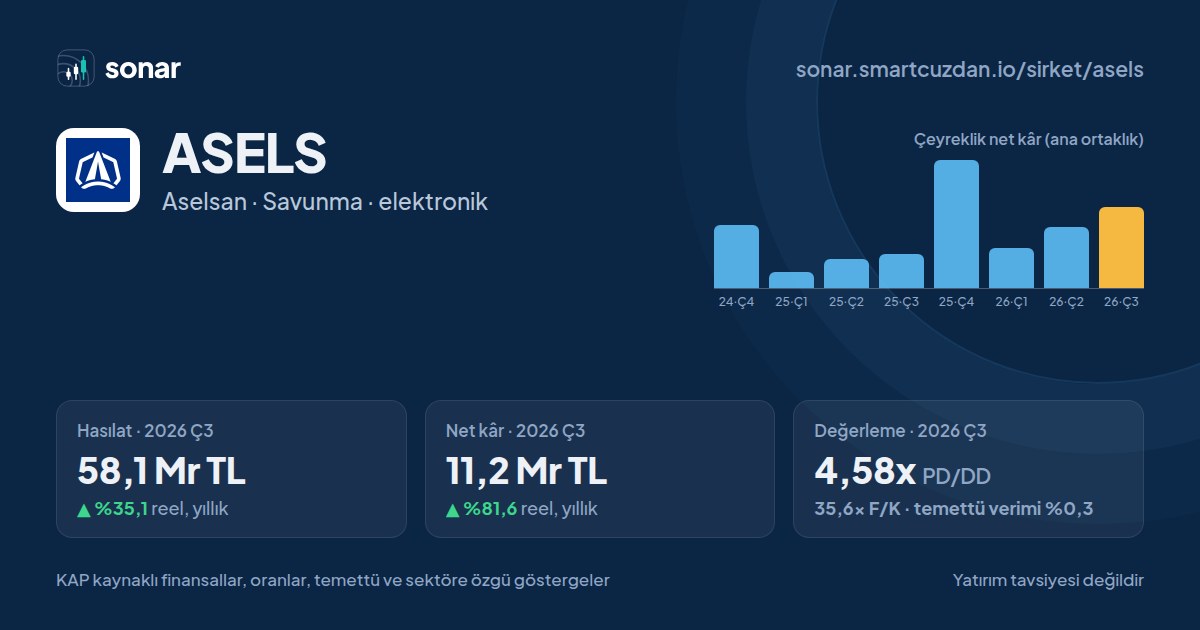 sonar
sonar.smartcuzdan.io/sirket/asels
ASELS
Aselsan · Savunma · elektronik
Çeyreklik net kâr (ana ortaklık)
24·Ç4 25·Ç1 25·Ç2 25·Ç3 25·Ç4 26·Ç1 26·Ç2 26·Ç3
Hasılat · 2026 Ç3
58,1 Mr TL
▲ %35,1 reel, yıllık
Net kâr · 2026 Ç3
11,2 Mr TL
▲ %81,6 reel, yıllık
Değerleme · 2026 Ç3
4,58x PD/DD
35,6× F/K · temettü verimi %0,3
KAP kaynaklı finansallar, oranlar, temettü ve sektöre özgü göstergeler
Yatırım tavsiyesi değildir